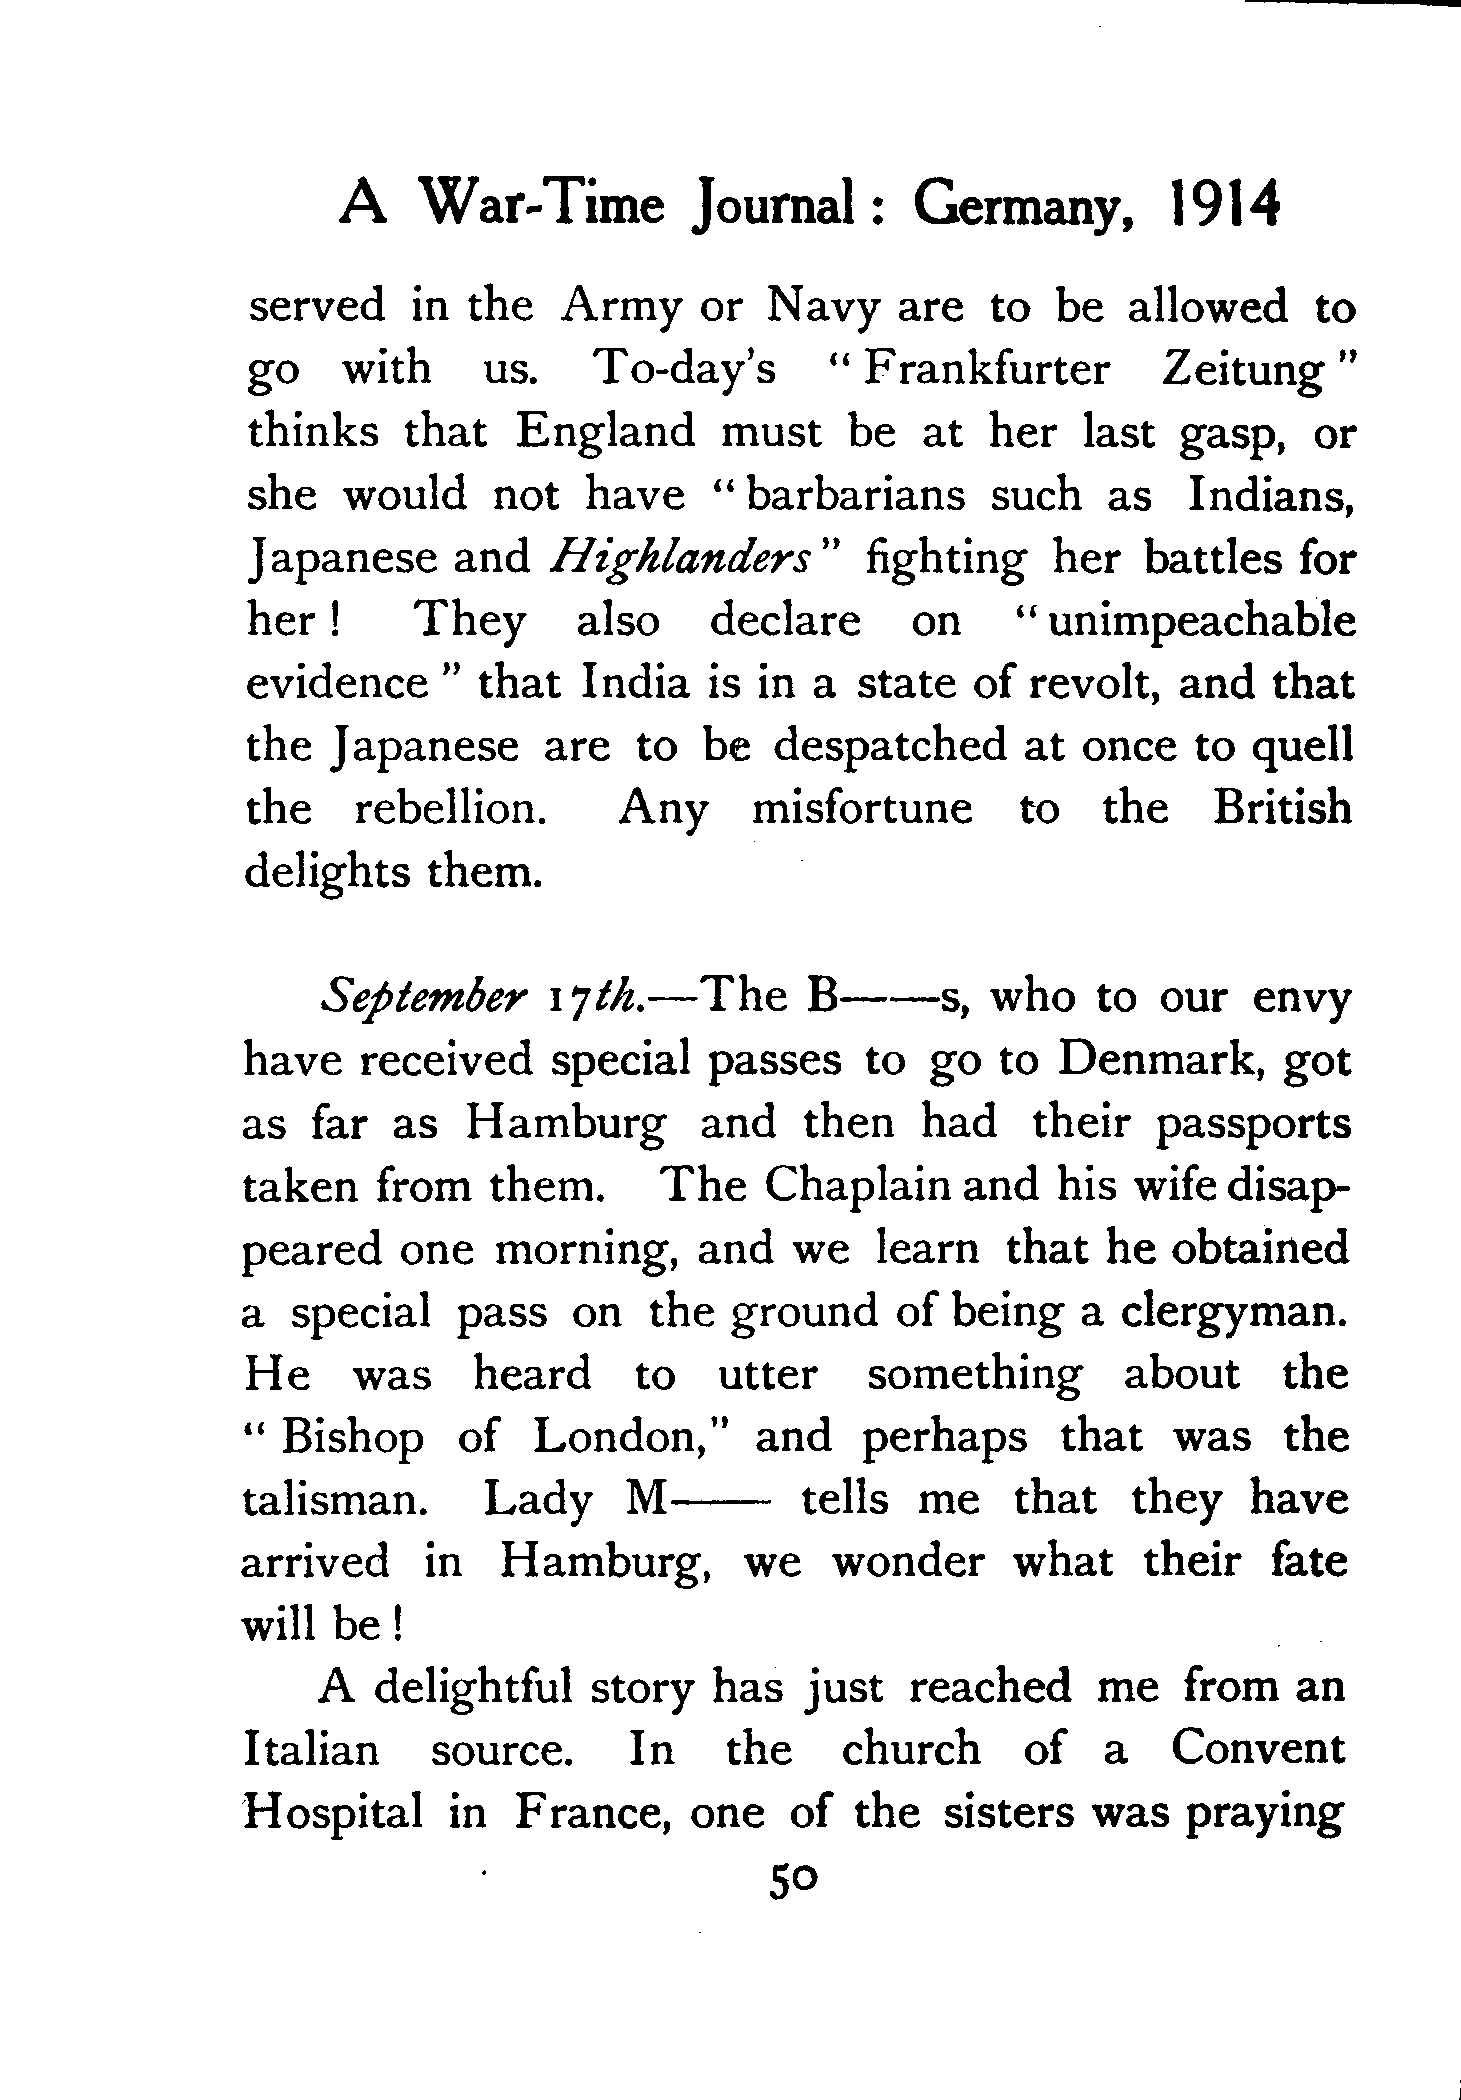 A War-Time Journal : Germany, 1914
served in the Army or Navy are to be allowed to
go with us. To-day's “ Frankfurter Zeitung ”
thinks that England must be at her last gasp, or
she would not have “ barbarians such as Indians,
Japanese and Highlanders ” fighting her battles for
her ! They also declare on “ unimpeachable
evidence ” that India is in a state of revolt, and that
the Japanese are to be despatched at once to quell
the rebellion. Any misfortune to the British
delights them.
September 17th.—The B——s, who to our envy
have received special passes to go to Denmark, got
as far as Hamburg and then had their passports
taken from them. The Chaplain and his wife disap-
peared one morning, and we learn that he obtained
a special pass on the ground of being a clergyman.
He was heard to utter something about the
“ Bishop of London,” and perhaps that was the
talisman. Lady M—— tells me that they have
arrived in Hamburg, we wonder what their fate
will be !
A delightful story has just reached me from an
Italian source. In the church of a Convent
Hospital in France, one of the sisters was praying
50